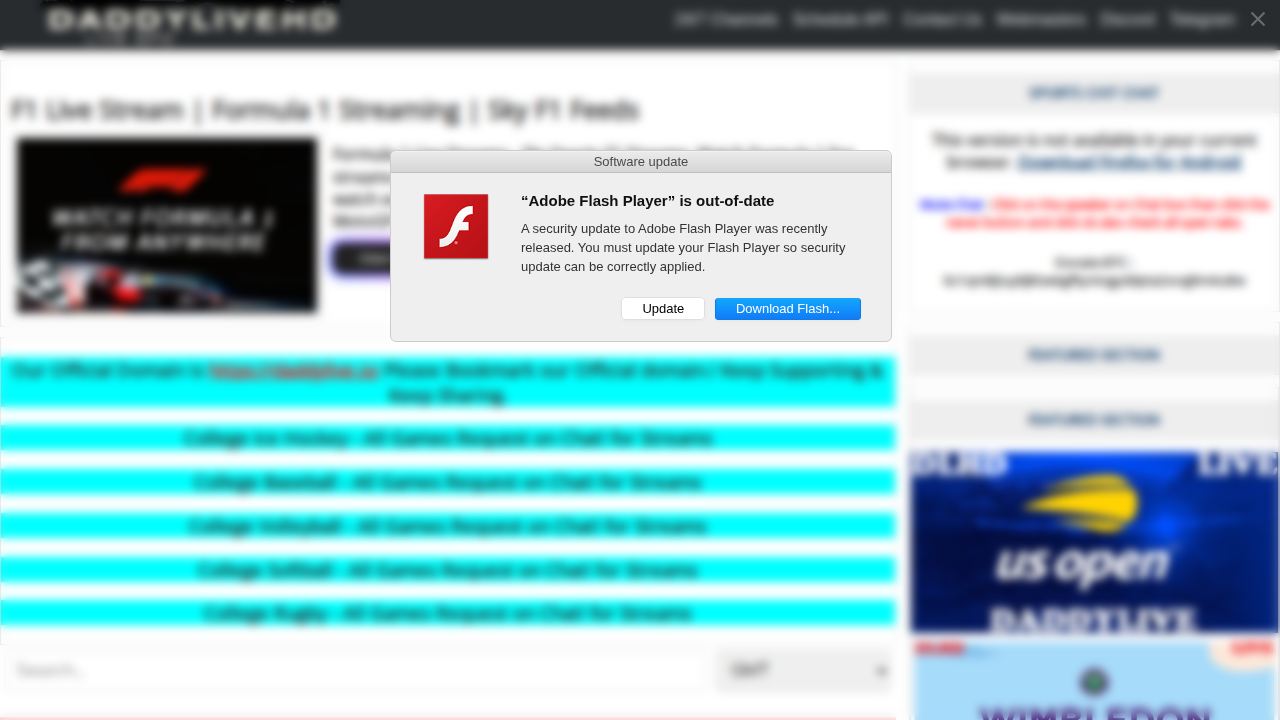 DADDYLIVEHD
24/7 Channels Schedule API Contact Us Webmasters Discord Telegram
F1 Live Stream | Formula 1 Streaming | Sky F1 Feeds
WATCH FORMULA 1
FROM ANYWHERE
Software update
“Adobe Flash Player” is out-of-date
A security update to Adobe Flash Player was recently
released. You must update your Flash Player so security
update can be correctly applied.
Update
Download Flash...
Our Official Domain is https://daddylive.sx Please Bookmark our Official domain.! Keep Supporting &
Keep Sharing.
College Ice Hockey : All Games Request on Chat! for Streams
College Baseball : All Games Request on Chat! for Streams
College Volleyball : All Games Request on Chat! for Streams
College Softball : All Games Request on Chat! for Streams
College Rugby : All Games Request on Chat! for Streams
Search...
GMT
SPORTS CHIT CHAT
This version is not available in your current
browser. Download Firefox for Android
FEATURED SECTION
FEATURED SECTION
DLHD LIVE
us open
DADDYLIVE
WIMBLEDON